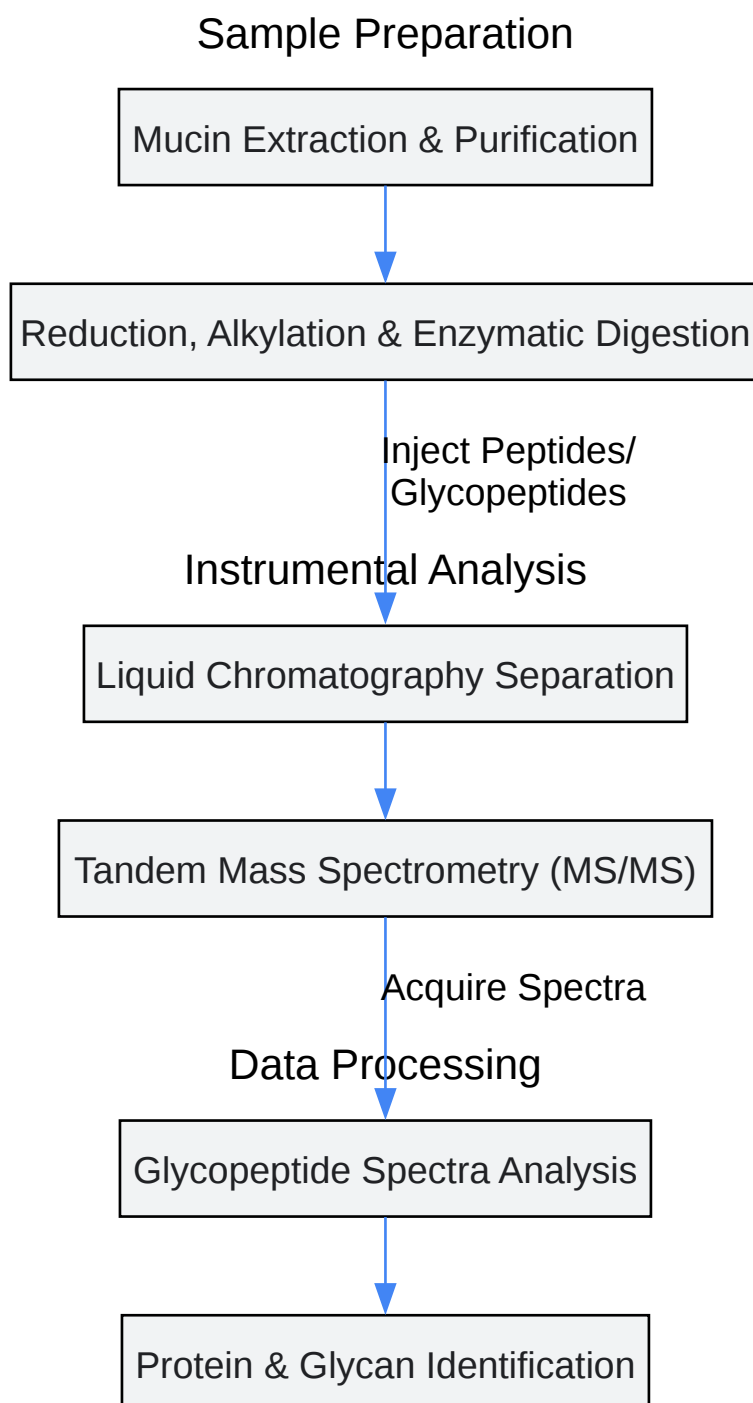 Sample Preparation
Mucin Extraction & Purification
Reduction, Alkylation & Enzymatic Digestion
Inject Peptides/
Glycopeptides
Instrumental Analysis
Liquid Chromatography Separation
Tandem Mass Spectrometry (MS/MS)
Acquire Spectra
Data Processing
Glycopeptide Spectra Analysis
Protein & Glycan Identification